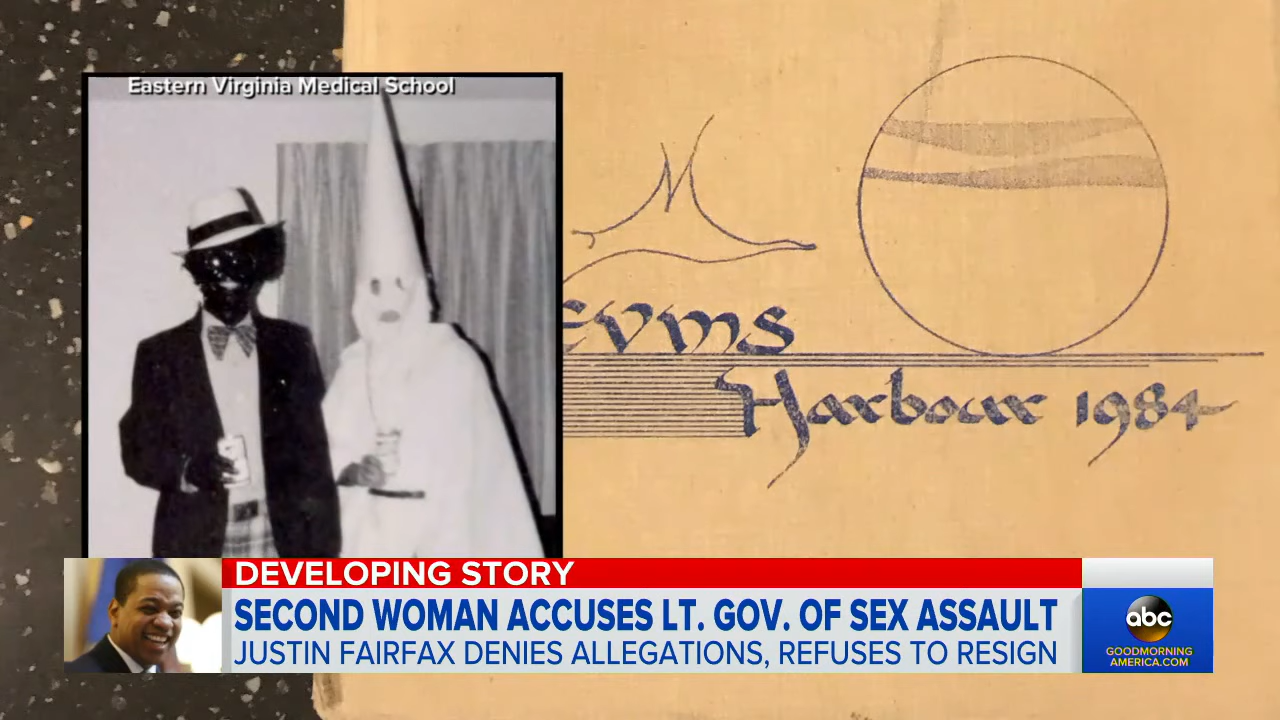 Eastern Virginia Medical School
EVMS
Harbour 1984
DEVELOPING STORY
SECOND WOMAN ACCUSES LT. GOV. OF SEX ASSAULT
JUSTIN FAIRFAX DENIES ALLEGATIONS, REFUSES TO RESIGN
abc
GOODMORNING
AMERICA.COM